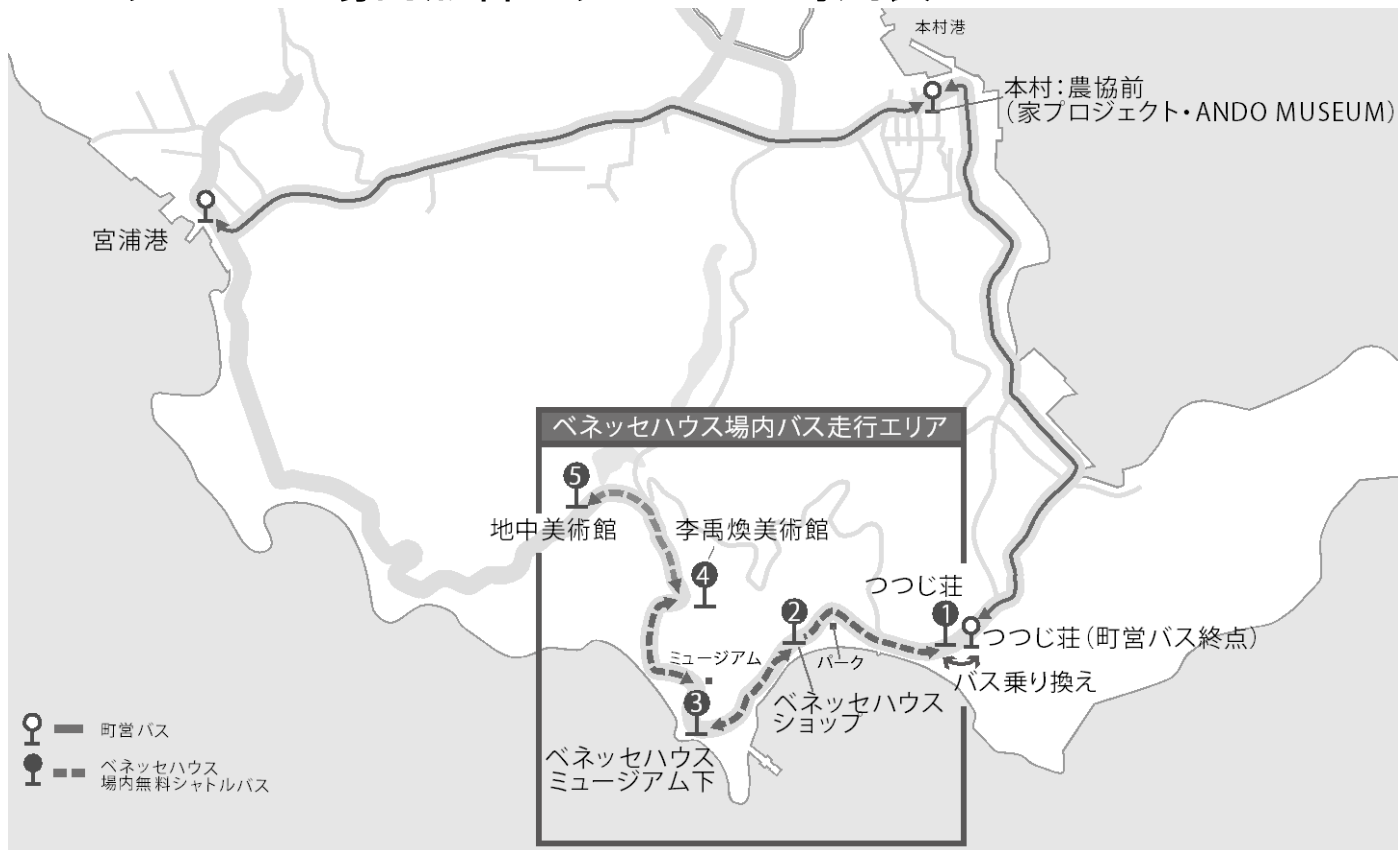 本村港
本村：農協前
（家プロジェクト・ANDO MUSEUM）
宮浦港
ベネッセハウス場内バス走行エリア
5
地中美術館
李禹煥美術館
4
つつじ荘
2
1
つつじ荘（町営バス終点）
ミュージアム
パーク
バス乗り換え
3
ベネッセハウス
ショップ
ベネッセハウス
ミュージアム下
町営バス
ベネッセハウス
場内無料シャトルバス